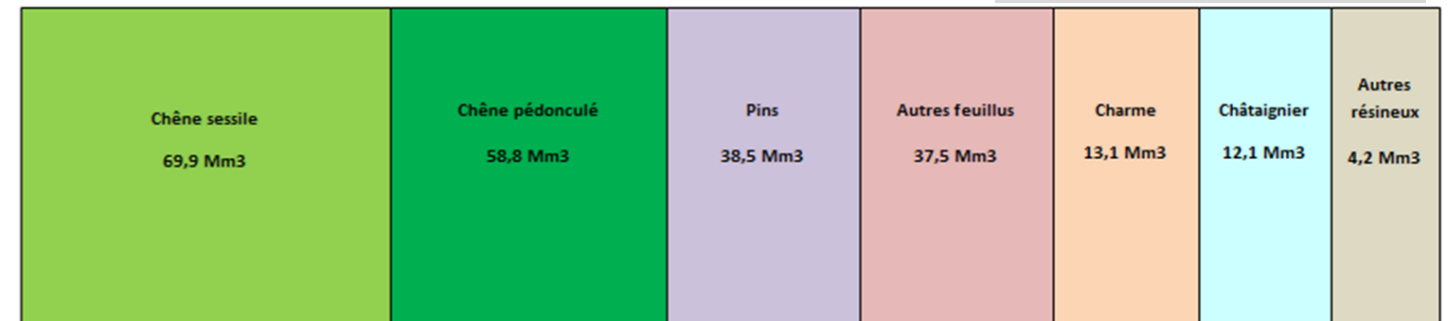 Chêne sessile
69,9 Mm3
Chêne pédonculé
58,8 Mm3
Pins
38,5 Mm3
Autres feuillus
37,5 Mm3
Charme
13,1 Mm3
Châtaignier
12,1 Mm3
Autres
résineux
4,2 Mm3